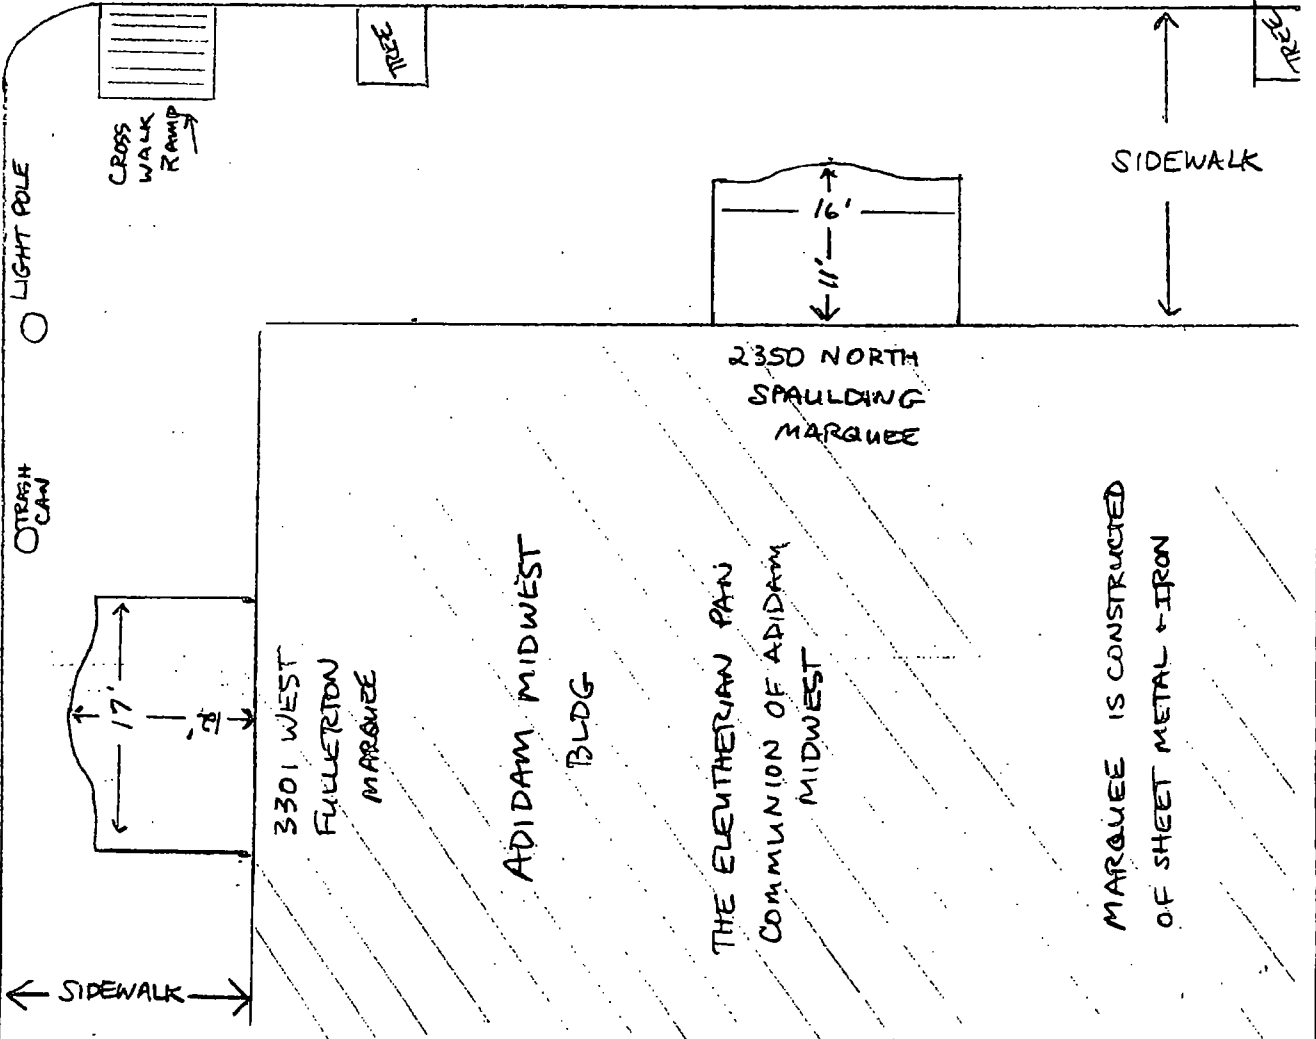 TREE
TREE
CROSS
WALK
RAMP
LIGHT POLE
SIDEWALK
16'
11'
2350 NORTH
SPAULDING
MARQUEE
TRASH
CAN
17'
3301 WEST
FULLERTON
MARQUEE
ADIDAM MIDWEST
BLDG
THE ELEUTHERIAN PAN
COMMUNION OF ADIDAM
MIDWEST
MARQUEE IS CONSTRUCTED
OF SHEET METAL + IRON
SIDEWALK